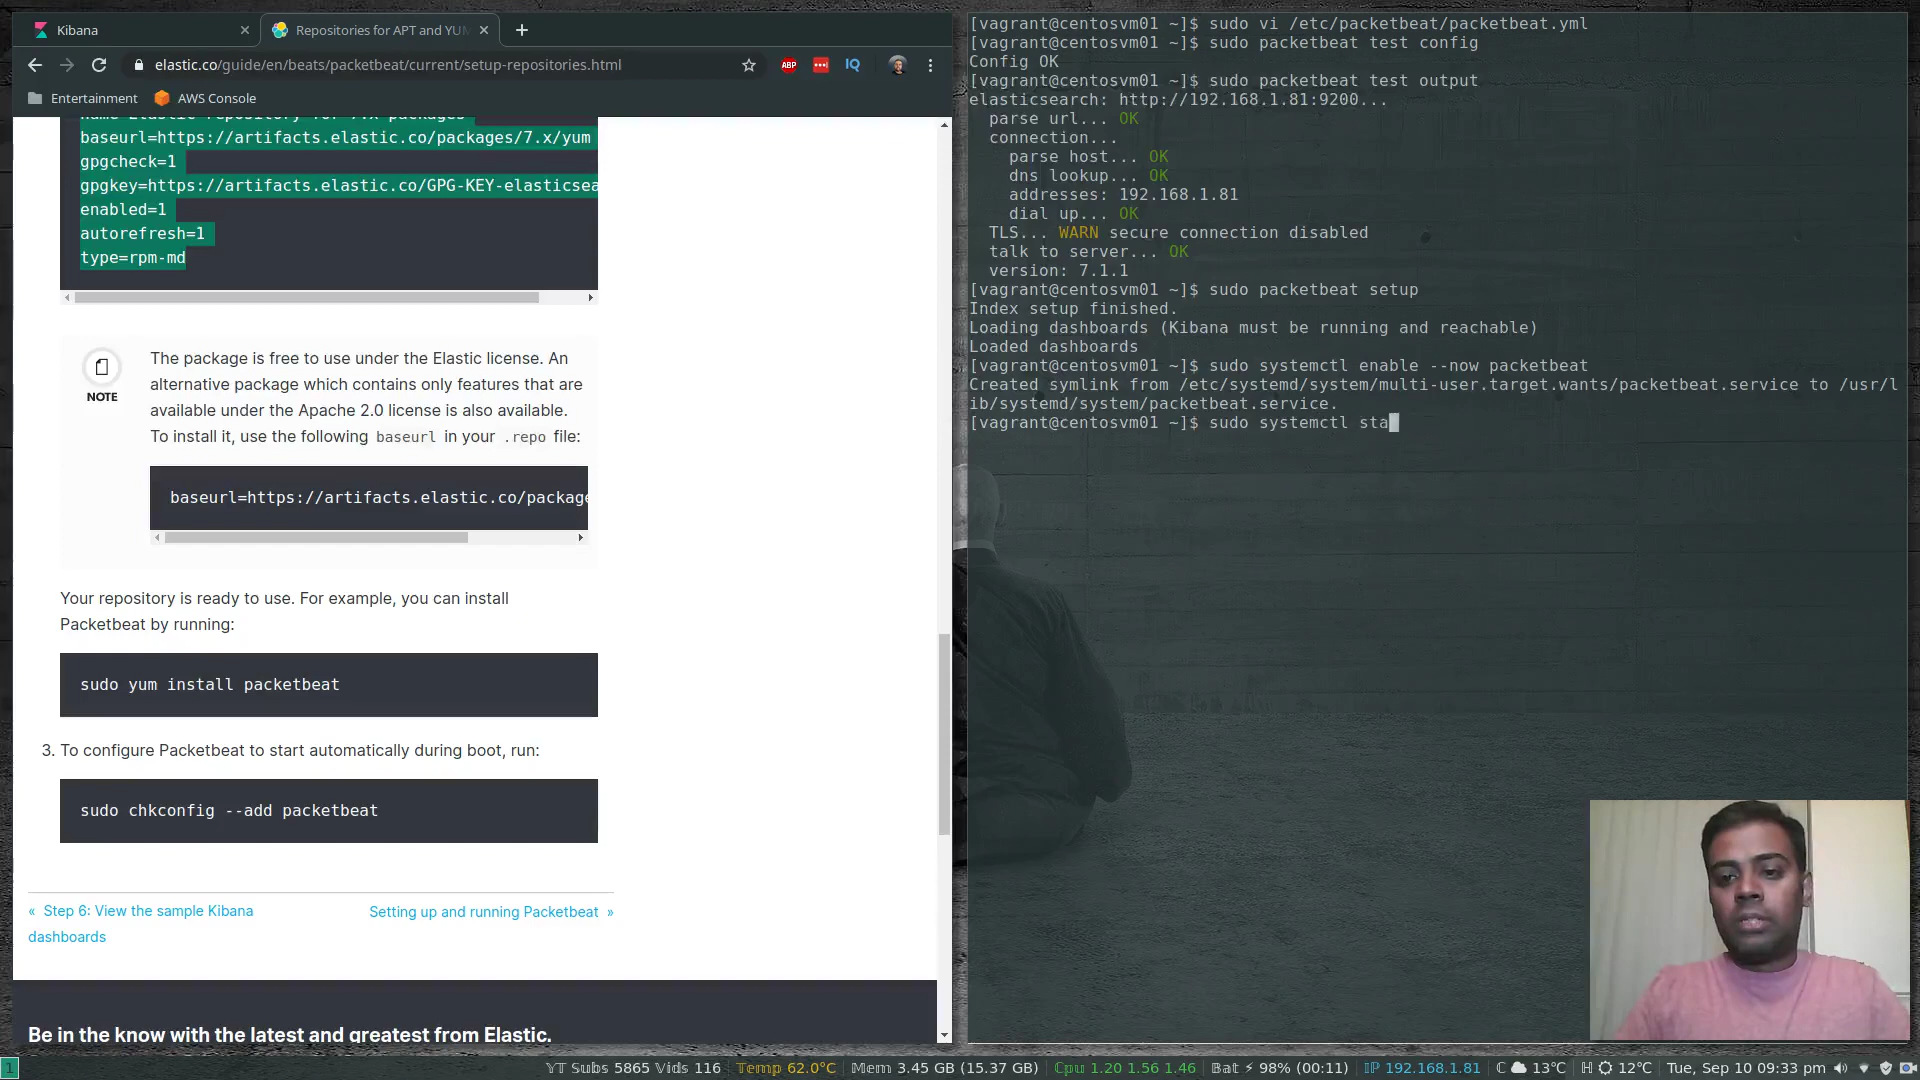 Kibana
Repositories for APT and YUM
elastic.co/guide/en/beats/packetbeat/current/setup-repositories.html
ABP
IQ
Entertainment
AWS Console
name=Elastic repository for 7.x packages
baseurl=https://artifacts.elastic.co/packages/7.x/yum
gpgcheck=1
gpgkey=https://artifacts.elastic.co/GPG-KEY-elasticsea
enabled=1
autorefresh=1
type=rpm-md
NOTE
The package is free to use under the Elastic license. An
alternative package which contains only features that are
available under the Apache 2.0 license is also available.
To install it, use the following baseurl in your .repo file:
baseurl=https://artifacts.elastic.co/package
Your repository is ready to use. For example, you can install
Packetbeat by running:
sudo yum install packetbeat
3. To configure Packetbeat to start automatically during boot, run:
sudo chkconfig --add packetbeat
« Step 6: View the sample Kibana
dashboards
Setting up and running Packetbeat »
Be in the know with the latest and greatest from Elastic.
[vagrant@centosvm01 ~]$ sudo vi /etc/packetbeat/packetbeat.yml
[vagrant@centosvm01 ~]$ sudo packetbeat test config
Config OK
[vagrant@centosvm01 ~]$ sudo packetbeat test output
elasticsearch: http://192.168.1.81:9200...
parse url... OK
connection...
parse host... OK
dns lookup... OK
addresses: 192.168.1.81
dial up... OK
TLS... WARN secure connection disabled
talk to server... OK
version: 7.1.1
[vagrant@centosvm01 ~]$ sudo packetbeat setup
Index setup finished.
Loading dashboards (Kibana must be running and reachable)
Loaded dashboards
[vagrant@centosvm01 ~]$ sudo systemctl enable --now packetbeat
Created symlink from /etc/systemd/system/multi-user.target.wants/packetbeat.service to /usr/l
ib/systemd/system/packetbeat.service.
[vagrant@centosvm01 ~]$ sudo systemctl sta
1
YT Subs 5865 Vids 116 Temp 62.0°C Mem 3.45 GB (15.37 GB) Cpu 1.20 1.56 1.46 Bat 98% (00:11) IP 192.168.1.81 C 13°C H 12°C Tue, Sep 10 09:33 pm